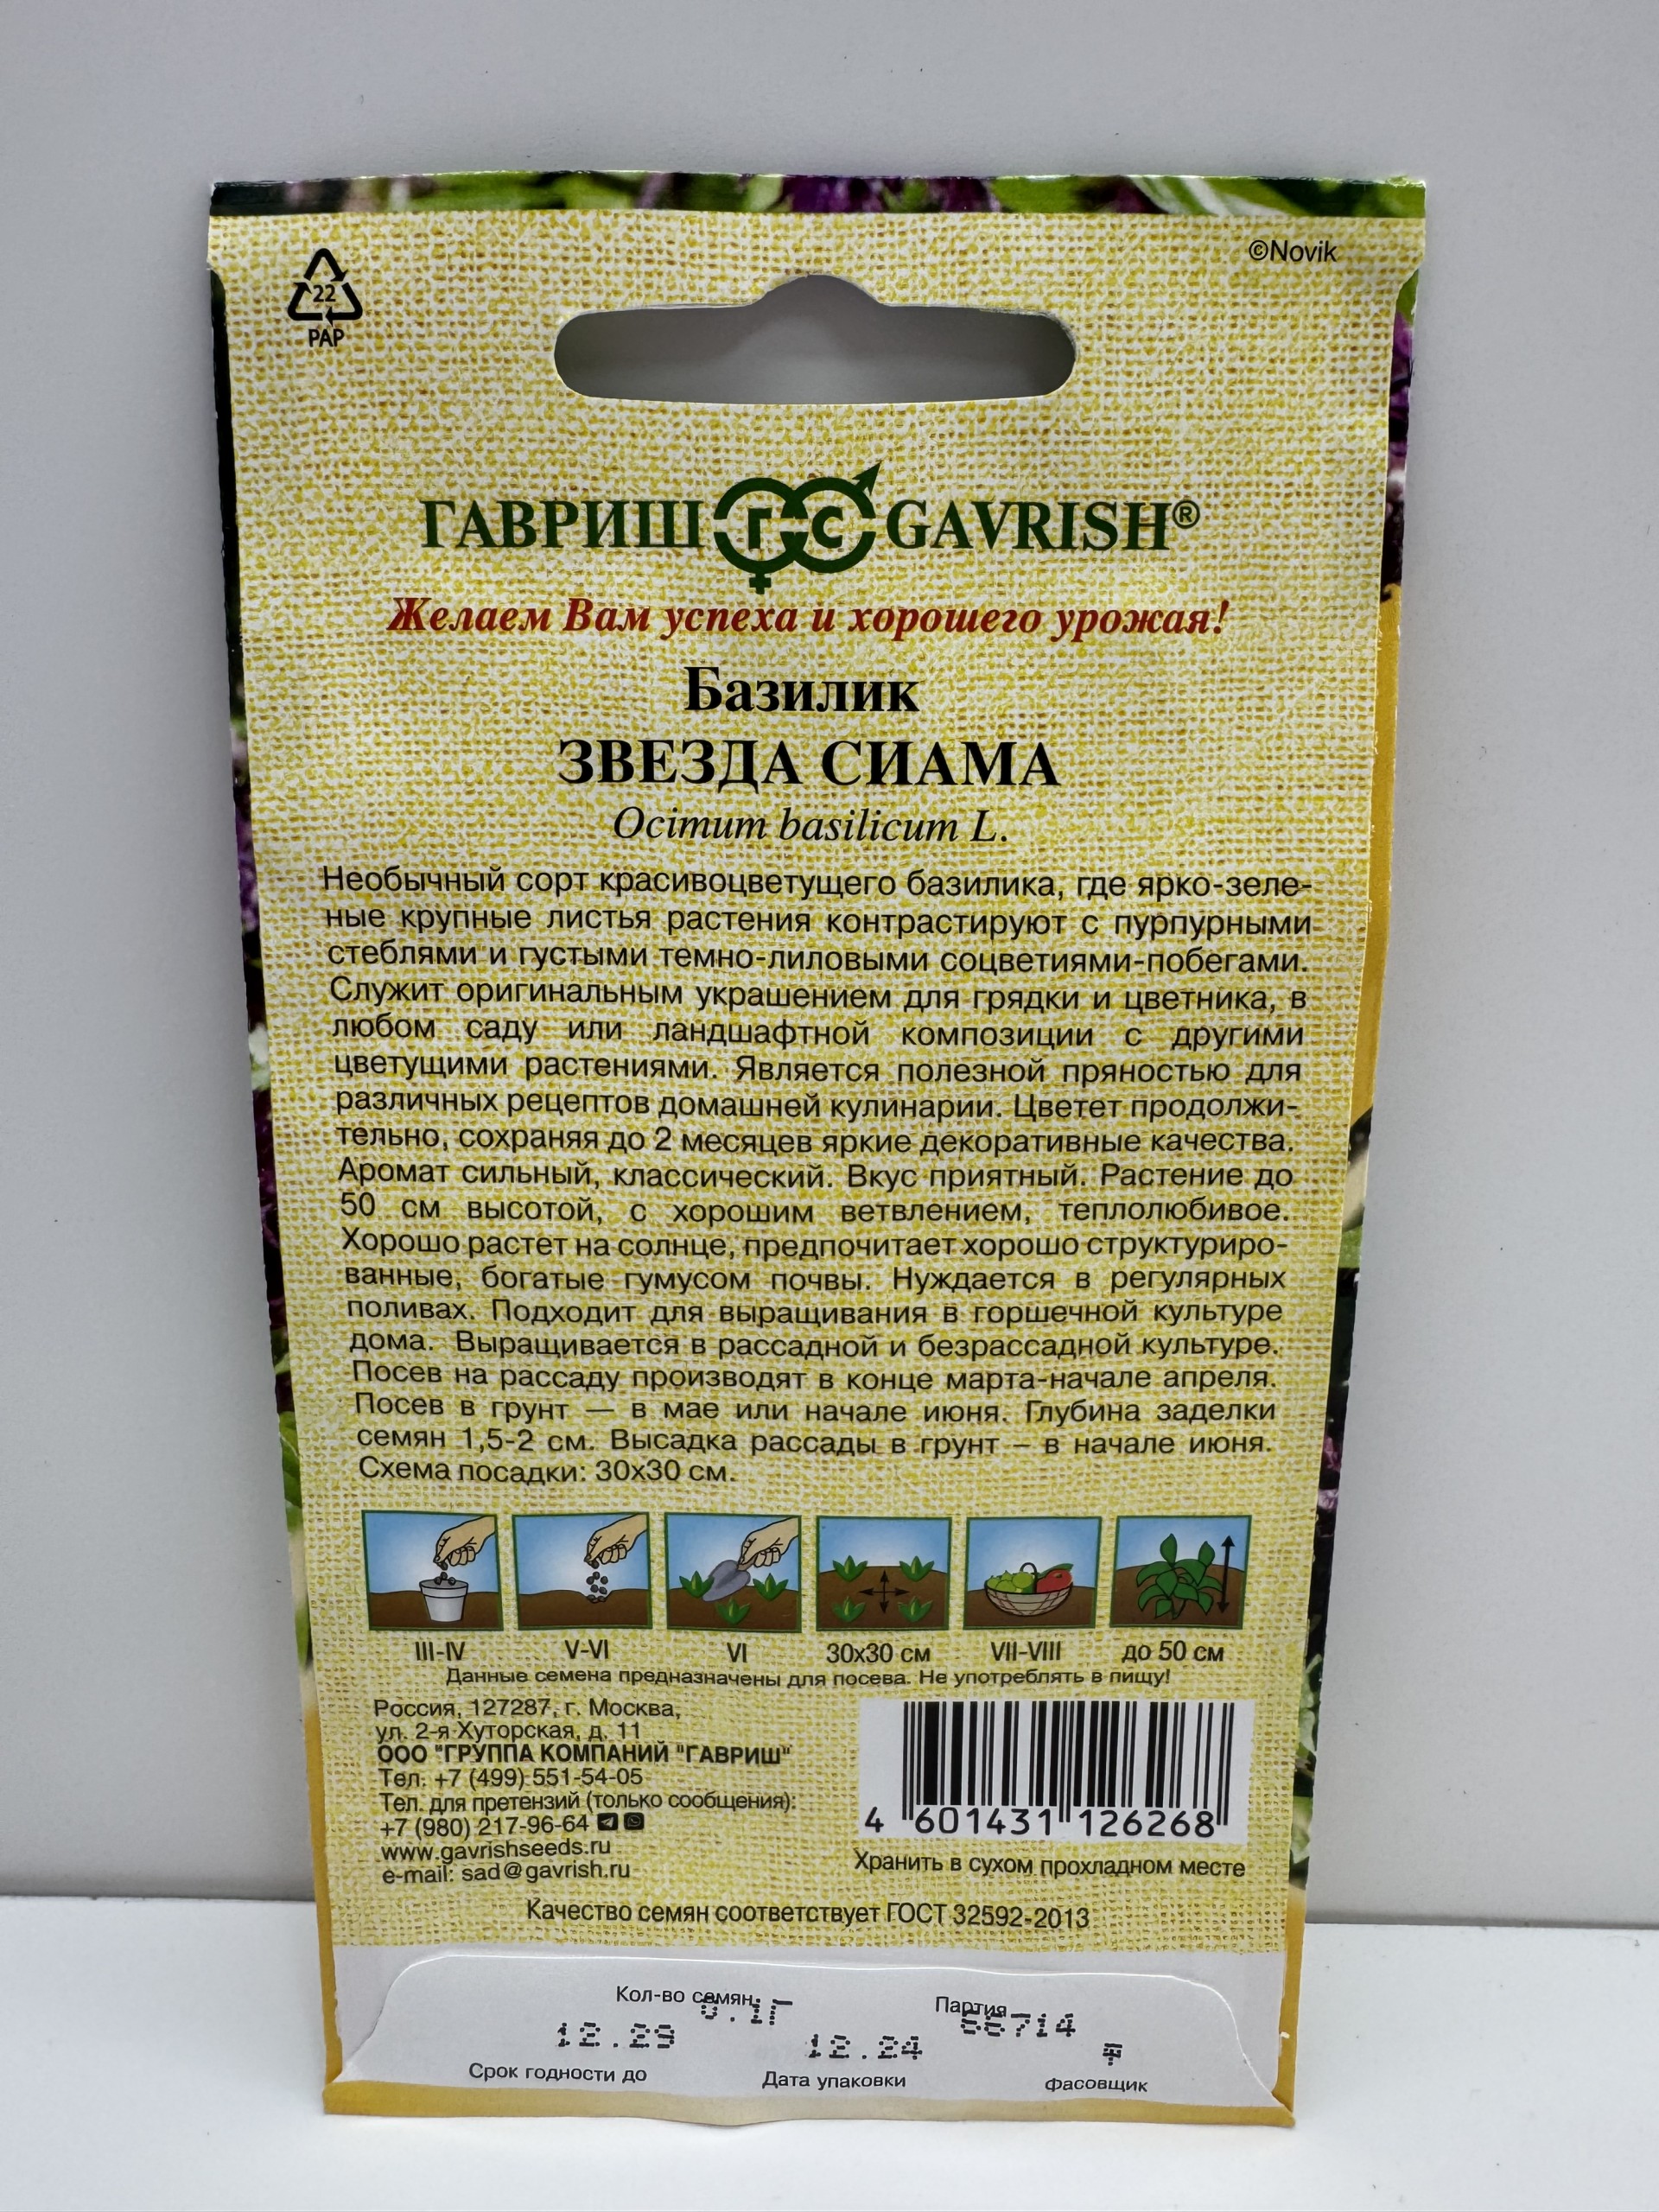 ©Novik
22
PAP
ГАВРИШ ГС GAVRISH®
Желаем Вам успеха и хорошего урожая!
Базилик
ЗВЕЗДА СИАМА
Ocimum basilicum L.
Необычный сорт красивоцветущего базилика, где ярко-зеле-
ные крупные листья растения контрастируют с пурпурными
стеблями и густыми темно-лиловыми соцветиями-побегами.
Служит оригинальным украшением для грядки и цветника, в
любом саду или ландшафтной композиции с другими
цветущими растениями. Является полезной пряностью для
различных рецептов домашней кулинарии. Цветет продолжи-
тельно, сохраняя до 2 месяцев яркие декоративные качества.
Аромат сильный, классический. Вкус приятный. Растение до
50 см высотой, с хорошим ветвлением, теплолюбивое.
Хорошо растет на солнце, предпочитает хорошо структуриро-
ванные, богатые гумусом почвы. Нуждается в регулярных
поливах. Подходит для выращивания в горшечной культуре
дома. Выращивается в рассадной и безрассадной культуре.
Посев на рассаду производят в конце марта-начале апреля.
Посев в грунт — в мае или начале июня. Глубина заделки
семян 1,5-2 см. Высадка рассады в грунт – в начале июня.
Схема посадки: 30х30 см.
III-IV V-VI VI 30х30 см VII-VIII до 50 см
Данные семена предназначены для посева. Не употреблять в пищу!
Россия, 127287, г. Москва,
ул. 2-я Хуторская, д. 11
ООО "ГРУППА КОМПАНИЙ "ГАВРИШ"
Тел. +7 (499) 551-54-05
Тел. для претензий (только сообщения):
+7 (980) 217-96-64
www.gavrishseeds.ru
e-mail: sad@gavrish.ru
4 601431 126268
Хранить в сухом прохладном месте
Качество семян соответствует ГОСТ 32592-2013
Кол-во семян 0.1Г
Партия
12.29 12.24
Срок годности до Дата упаковки Фасовщик